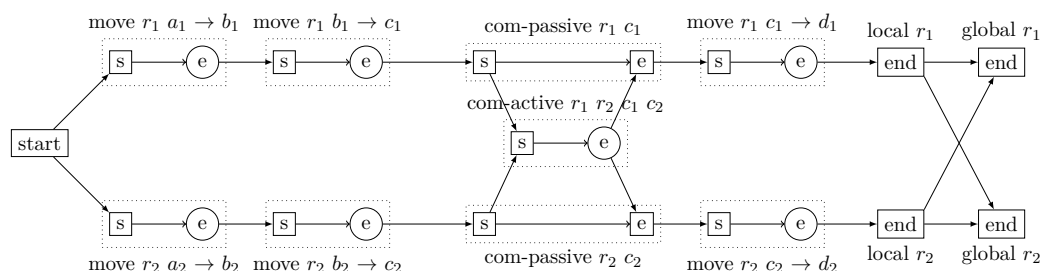 move r₁ a₁ → b₁ move r₁ b₁ → c₁ com-passive r₁ c₁ move r₁ c₁ → d₁ local r₁ global r₁
s e s e s e s e end end
com-active r₁ r₂ c₁ c₂
start s e
s e s e s e s e end end
move r₂ a₂ → b₂ move r₂ b₂ → c₂ com-passive r₂ c₂ move r₂ c₂ → d₂ local r₂ global r₂